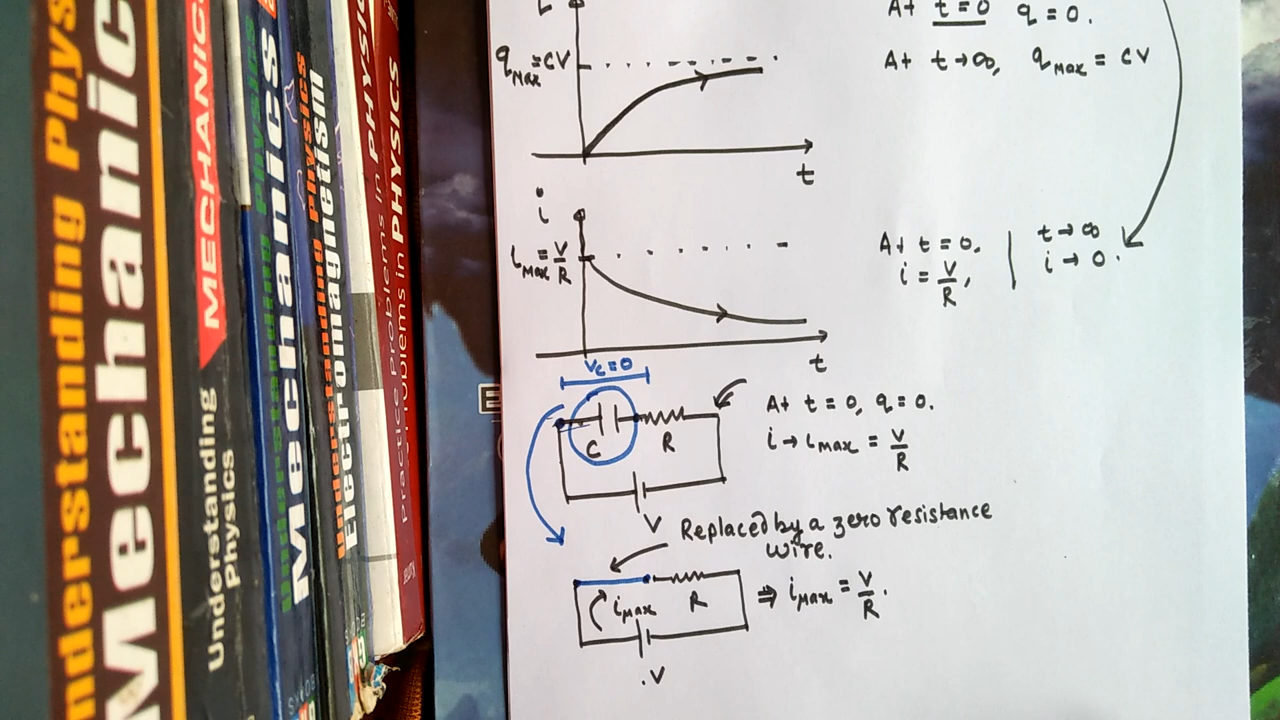 Understanding Physics
Mechanics
MECHANICS
Understanding
Physics
Understanding Physics
Mechanics
Understanding Physics
Electromagnetism
Practice Problems in PHYSICS
Problems in PHYSICS
At t = 0 q = 0.
qMax = CV
At t→∞, qMax = CV
t
i
iMax = V/R
At t = 0, | t→∞
i = V/R, | i → 0.
t
Vc = 0
C
R
V
At t = 0, q = 0.
i → imax = V/R
Replaced by a zero resistance
wire.
iMax
R
⇒ iMax = V/R.
.V